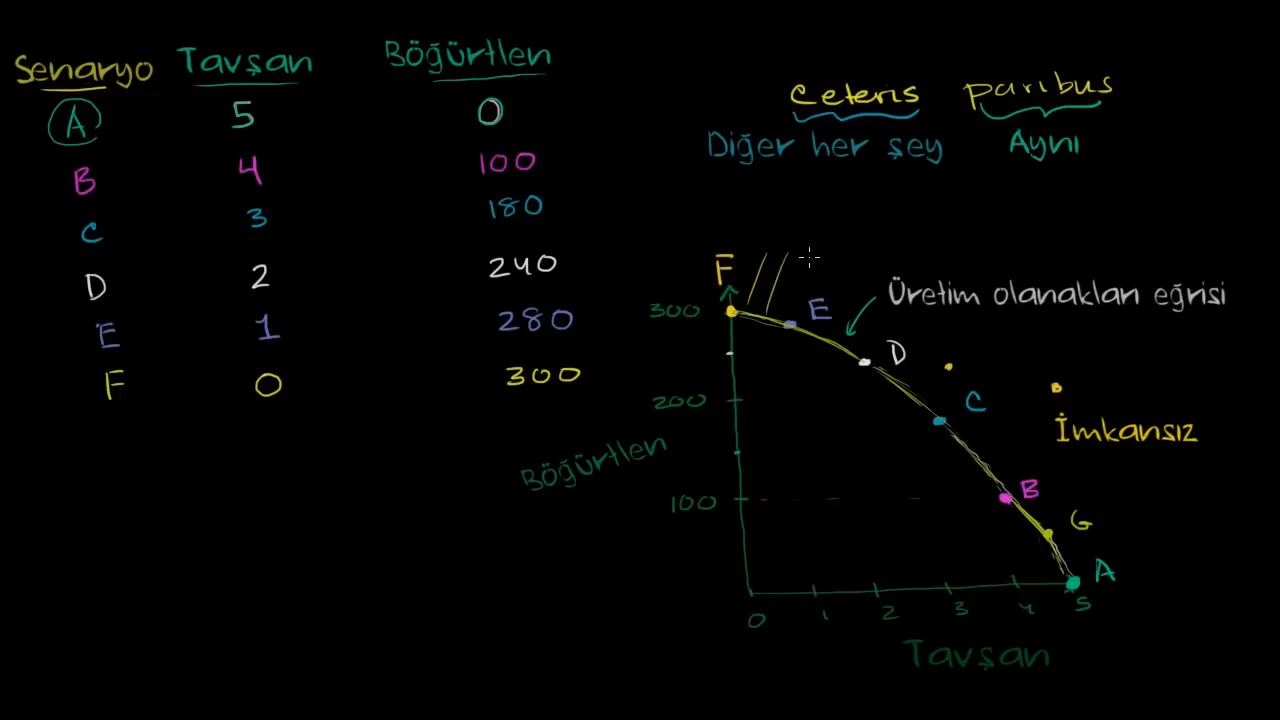 Senaryo Tavşan Böğürtlen
A 5 0
B 4 100
C 3 180
D 2 240
E 1 280
F 0 300
Ceteris paribus
Diğer her şey Aynı
F
E
Üretim olanakları eğrisi
300
D
C
200
İmkansız
Böğürtlen
B
100
G
A
0 1 2 3 4 5
Tavşan